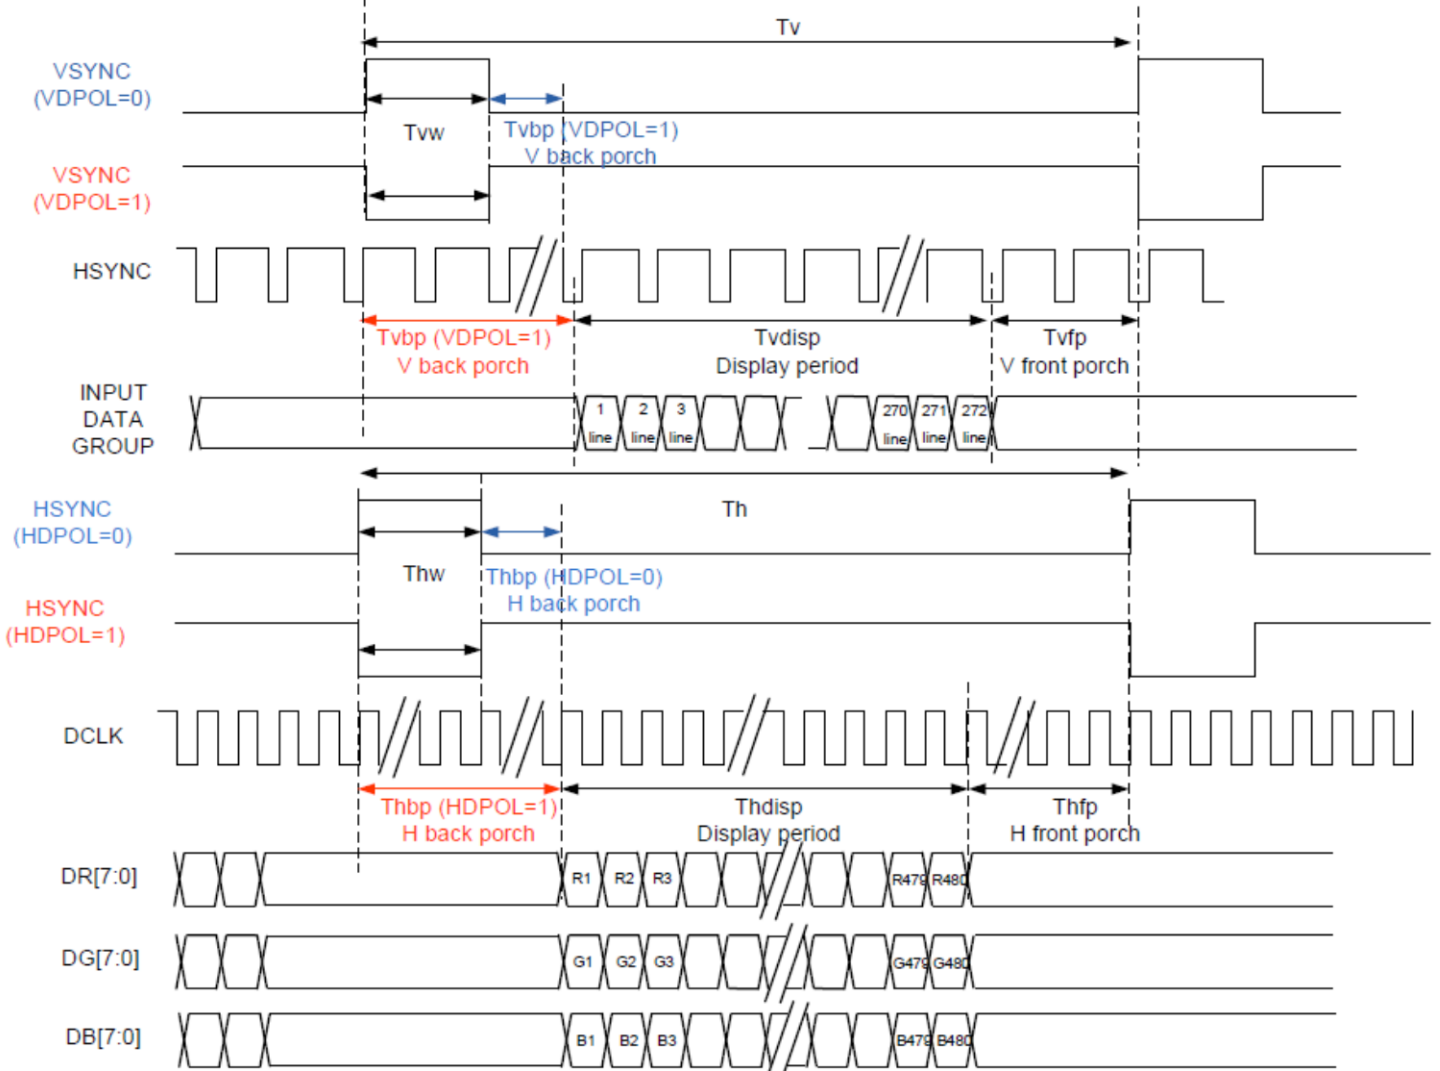 Tv
VSYNC
(VDPOL=0)
Tvw
Tvbp (VDPOL=1)
V back porch
VSYNC
(VDPOL=1)
HSYNC
Tvbp (VDPOL=1)
V back porch
Tvdisp
Display period
Tvfp
V front porch
INPUT
DATA
GROUP
1
line
2
line
3
line
270
line
271
line
272
line
HSYNC
(HDPOL=0)
Th
Thw
Thbp (HDPOL=0)
H back porch
HSYNC
(HDPOL=1)
DCLK
Thbp (HDPOL=1)
H back porch
Thdisp
Display period
Thfp
H front porch
DR[7:0]
R1 R2 R3 R479 R480
DG[7:0]
G1 G2 G3 G479 G480
DB[7:0]
B1 B2 B3 B479 B480